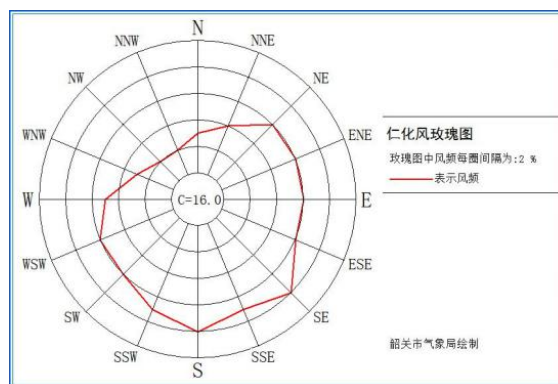 N
NNW
NNE
NW
NE
WNW
ENE
W
C=16.0
E
WSW
ESE
SW
SE
SSW
SSE
S
仁化风玫瑰图
玫瑰图中风频每圈间隔为:2 %
表示风频
韶关市气象局绘制